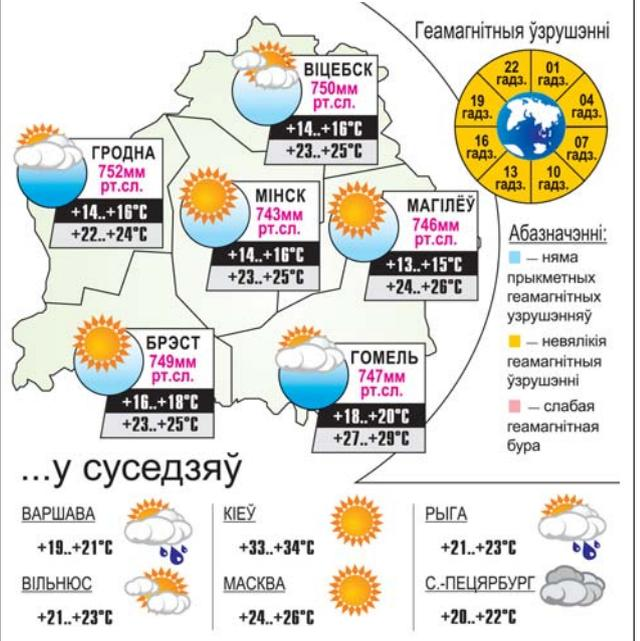 Геамагнітныя ўзрушэнні
22 гадз.
01 гадз.
04 гадз.
07 гадз.
10 гадз.
13 гадз.
16 гадз.
19 гадз.
ВІЦЕБСК
750мм
рт.сл.
+14..+16°C
+23..+25°C
ГРОДНА
752мм
рт.сл.
+14..+16°C
+22..+24°C
МІНСК
743мм
рт.сл.
+14..+16°C
+23..+25°C
МАГІЛЁЎ
746мм
рт.сл.
+13..+15°C
+24..+26°C
БРЭСТ
749мм
рт.сл.
+16..+18°C
+23..+25°C
ГОМЕЛЬ
747мм
рт.сл.
+18..+20°C
+27..+29°C
Абазначэнні:
— няма
прыкметных
геамагнітных
узрушэнняў
— невялікія
геамагнітныя
ўзрушэнні
— слабая
геамагнітная
бура
...у суседзяў
ВАРШАВА
+19..+21°C
КІЕЎ
+33..+34°C
РЫГА
+21..+23°C
ВІЛЬНЮС
+21..+23°C
МАСКВА
+24..+26°C
С.-ПЕЦЯРБУРГ
+20..+22°C